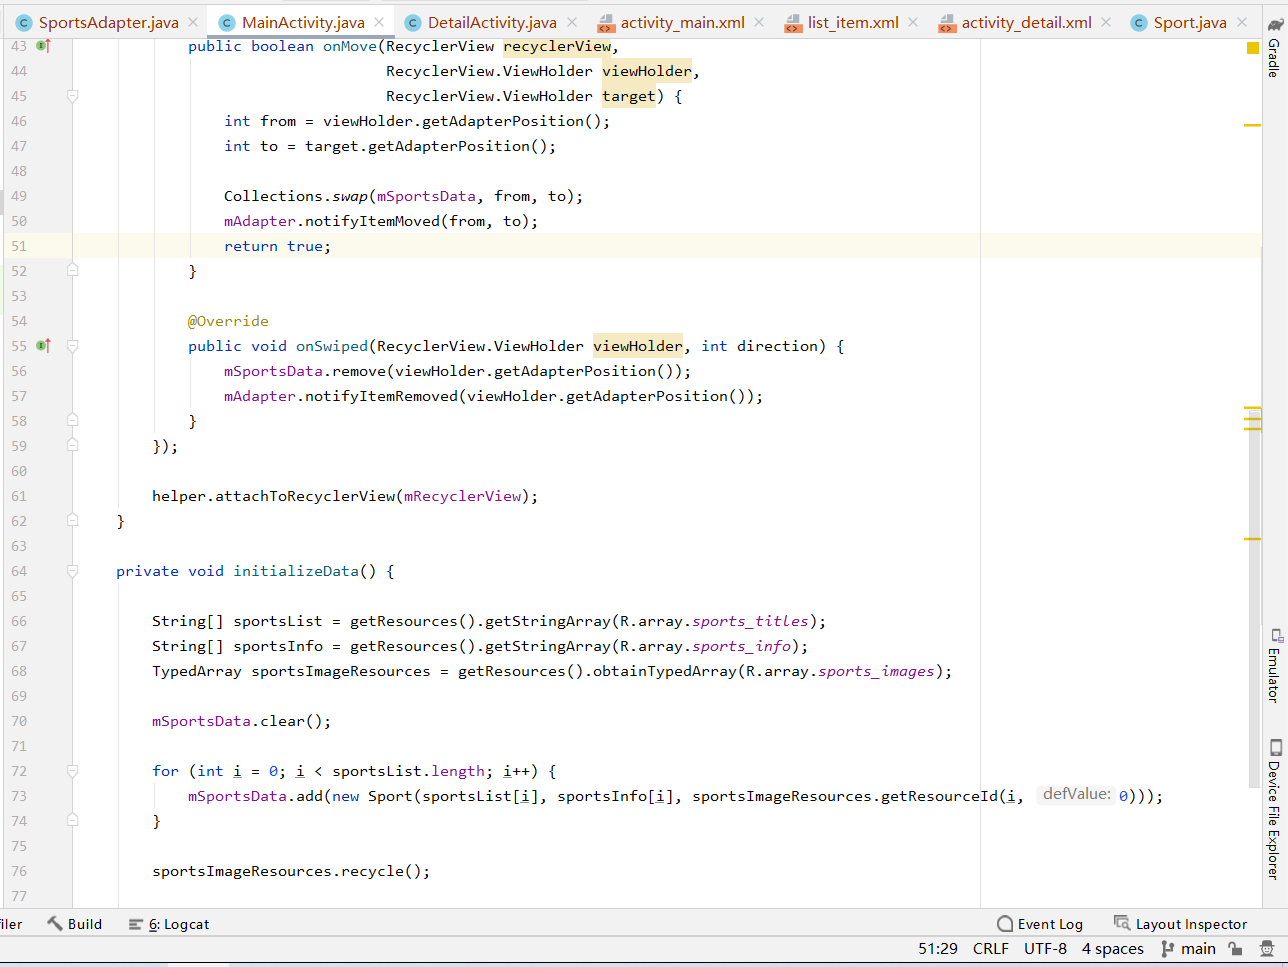 SportsAdapter.java MainActivity.java DetailActivity.java activity_main.xml list_item.xml activity_detail.xml Sport.java
43 public boolean onMove(RecyclerView recyclerView,
44 RecyclerView.ViewHolder viewHolder,
45 RecyclerView.ViewHolder target) {
46 int from = viewHolder.getAdapterPosition();
47 int to = target.getAdapterPosition();
48
49 Collections.swap(mSportsData, from, to);
50 mAdapter.notifyItemMoved(from, to);
51 return true;
52 }
53
54 @Override
55 public void onSwiped(RecyclerView.ViewHolder viewHolder, int direction) {
56 mSportsData.remove(viewHolder.getAdapterPosition());
57 mAdapter.notifyItemRemoved(viewHolder.getAdapterPosition());
58 }
59 });
60
61 helper.attachToRecyclerView(mRecyclerView);
62 }
63
64 private void initializeData() {
65
66 String[] sportsList = getResources().getStringArray(R.array.sports_titles);
67 String[] sportsInfo = getResources().getStringArray(R.array.sports_info);
68 TypedArray sportsImageResources = getResources().obtainTypedArray(R.array.sports_images);
69
70 mSportsData.clear();
71
72 for (int i = 0; i < sportsList.length; i++) {
73 mSportsData.add(new Sport(sportsList[i], sportsInfo[i], sportsImageResources.getResourceId(i, defValue: 0)));
74 }
75
76 sportsImageResources.recycle();
77
Gradle
Emulator
Device File Explorer
iler Build 6: Logcat Event Log Layout Inspector
51:29 CRLF UTF-8 4 spaces main